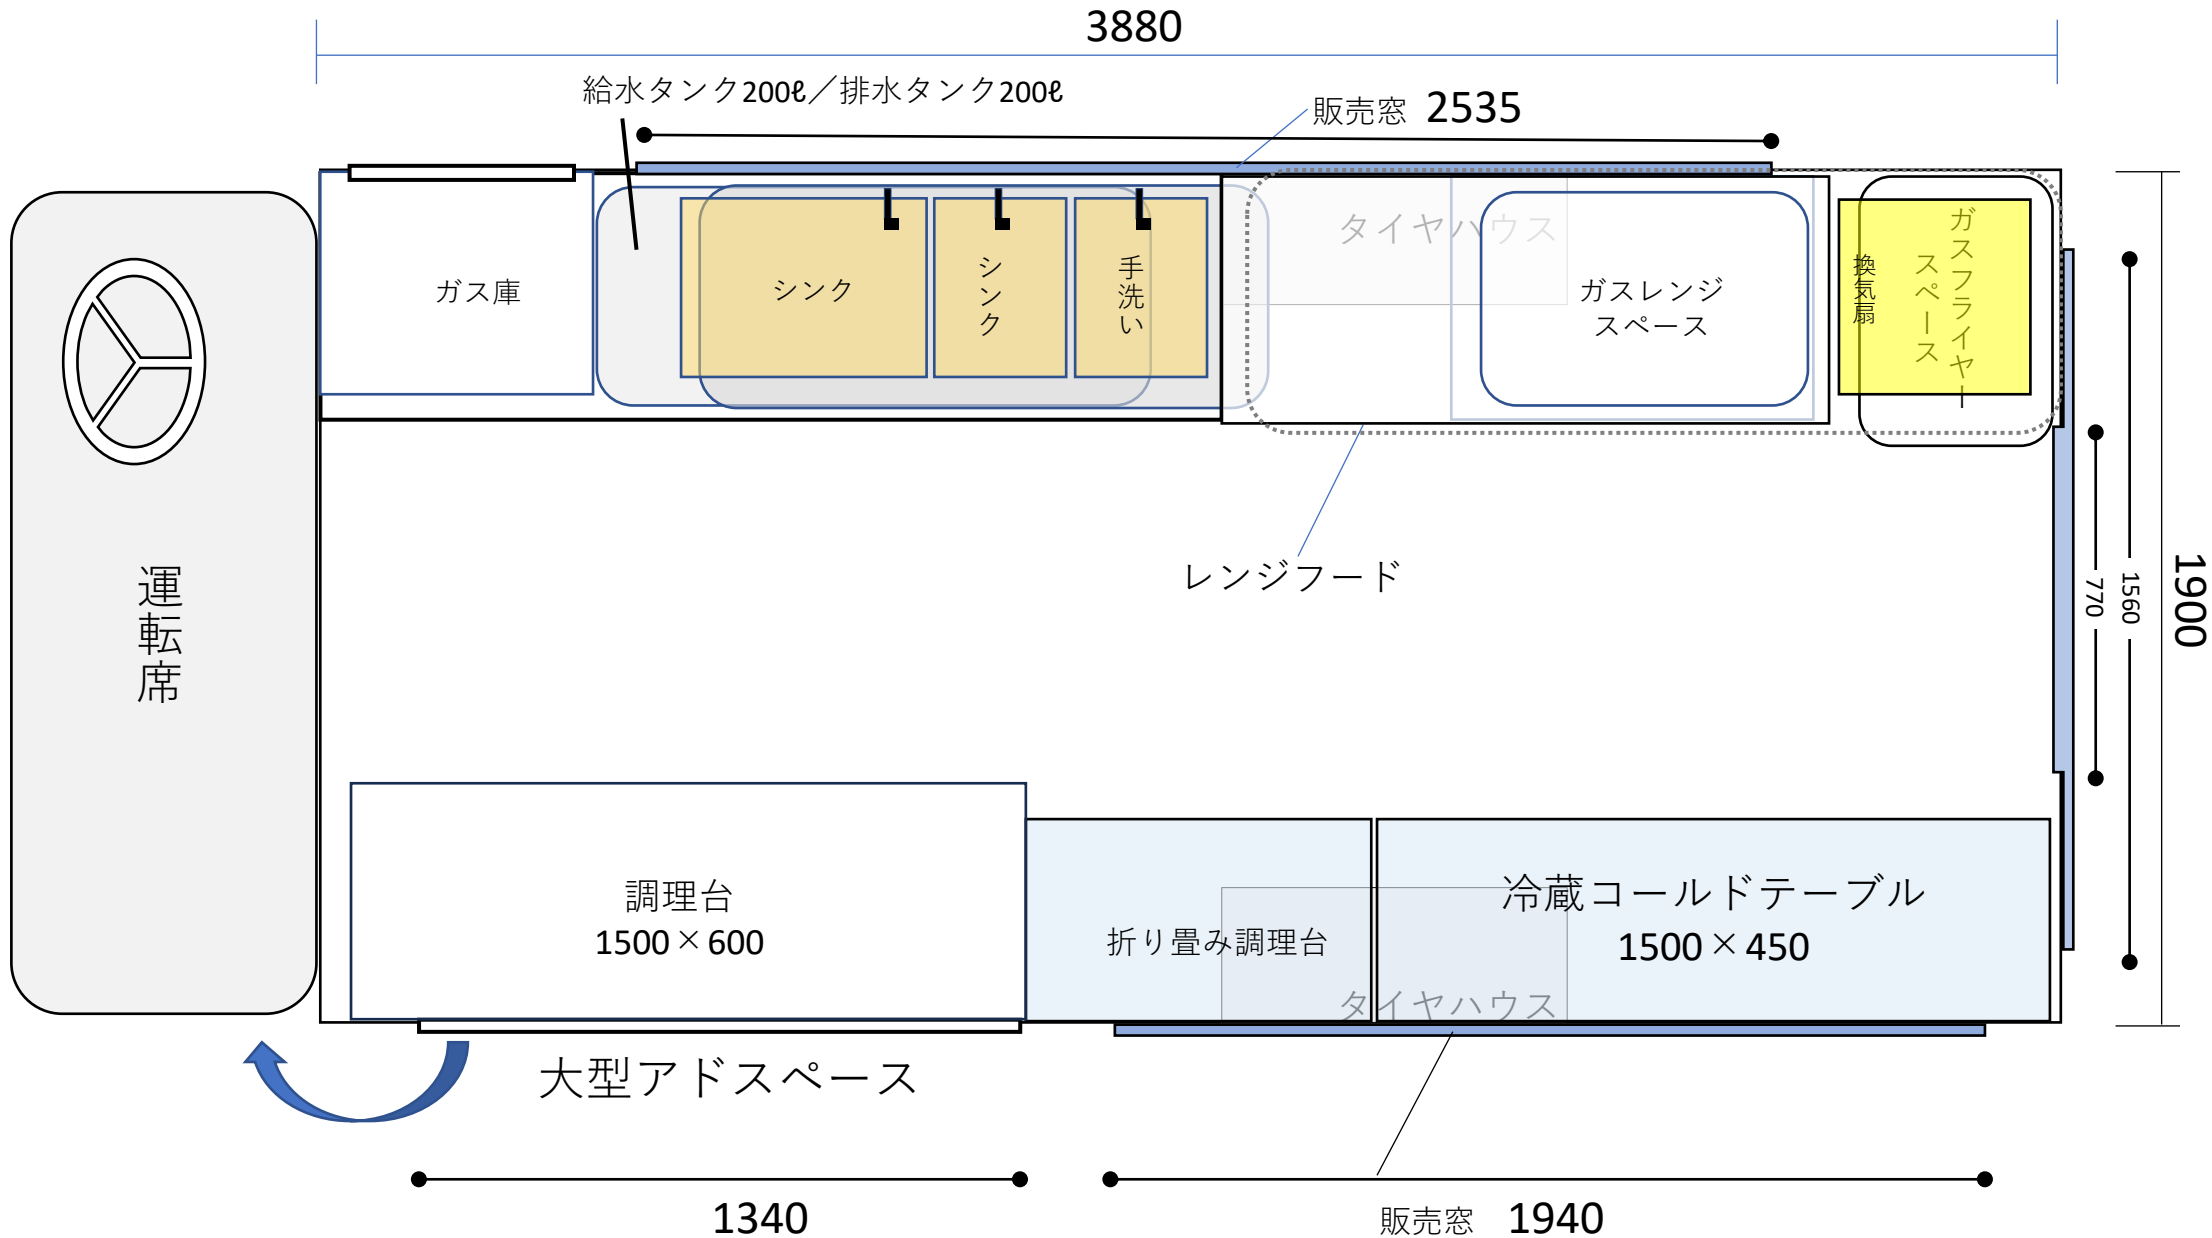 3880
給水タンク200ℓ／排水タンク200ℓ
販売窓 2535
タイヤハウス
ガス庫
シンク
シンク
手洗い
ガスレンジ
スペース
換気扇
ガスフライヤー
スペース
レンジフード
運転席
770
1560
1900
調理台
1500×600
折り畳み調理台
冷蔵コールドテーブル
1500×450
タイヤハウス
大型アドスペース
1340
販売窓 1940